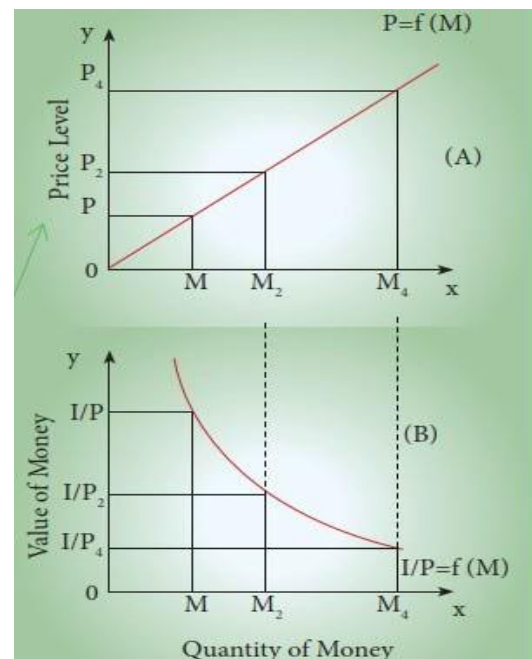 y
P=f (M)
P₄
P₂
P
Price Level
(A)
0
M
M₂
M₄
x
y
I/P
I/P₂
I/P₄
Value of Money
(B)
I/P=f (M)
0
M
M₂
M₄
x
Quantity of Money